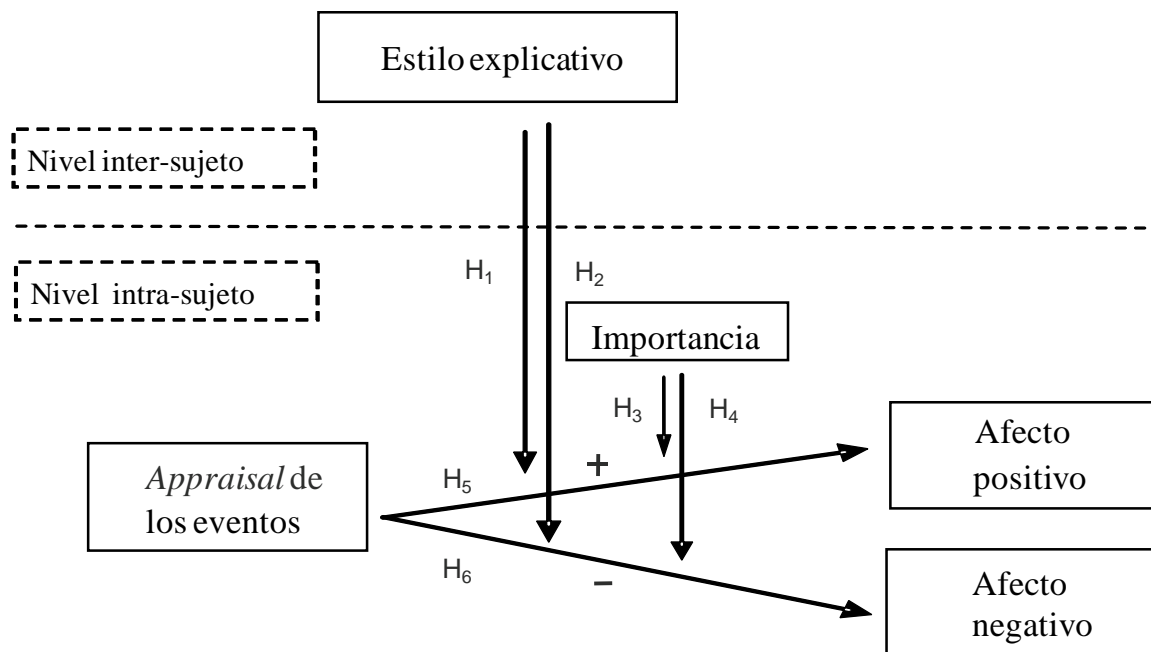 Estilo explicativo
Nivel inter-sujeto
H1
H2
Nivel intra-sujeto
Importancia
H3
H4
Afecto
positivo
+
Appraisal de
los eventos
H5
H6
−
Afecto
negativo